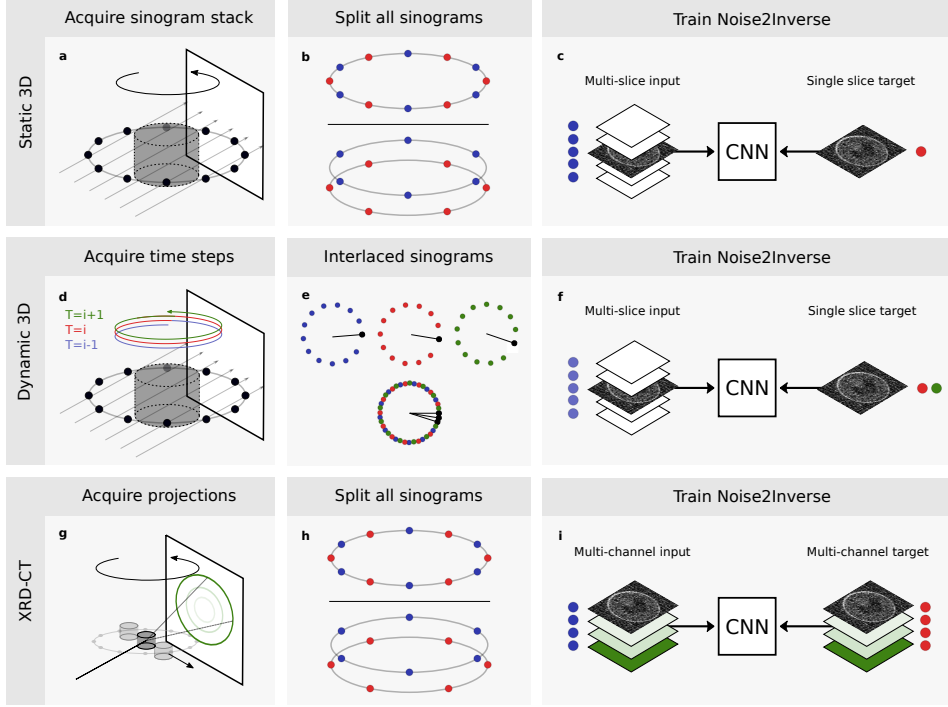 Acquire sinogram stack
Split all sinograms
Train Noise2Inverse
Static 3D
a
b
c
Multi-slice input
Single slice target
CNN
Acquire time steps
Interlaced sinograms
Train Noise2Inverse
Dynamic 3D
d
T=i+1
T=i
T=i-1
e
f
Multi-slice input
Single slice target
CNN
Acquire projections
Split all sinograms
Train Noise2Inverse
XRD-CT
g
h
i
Multi-channel input
Multi-channel target
CNN